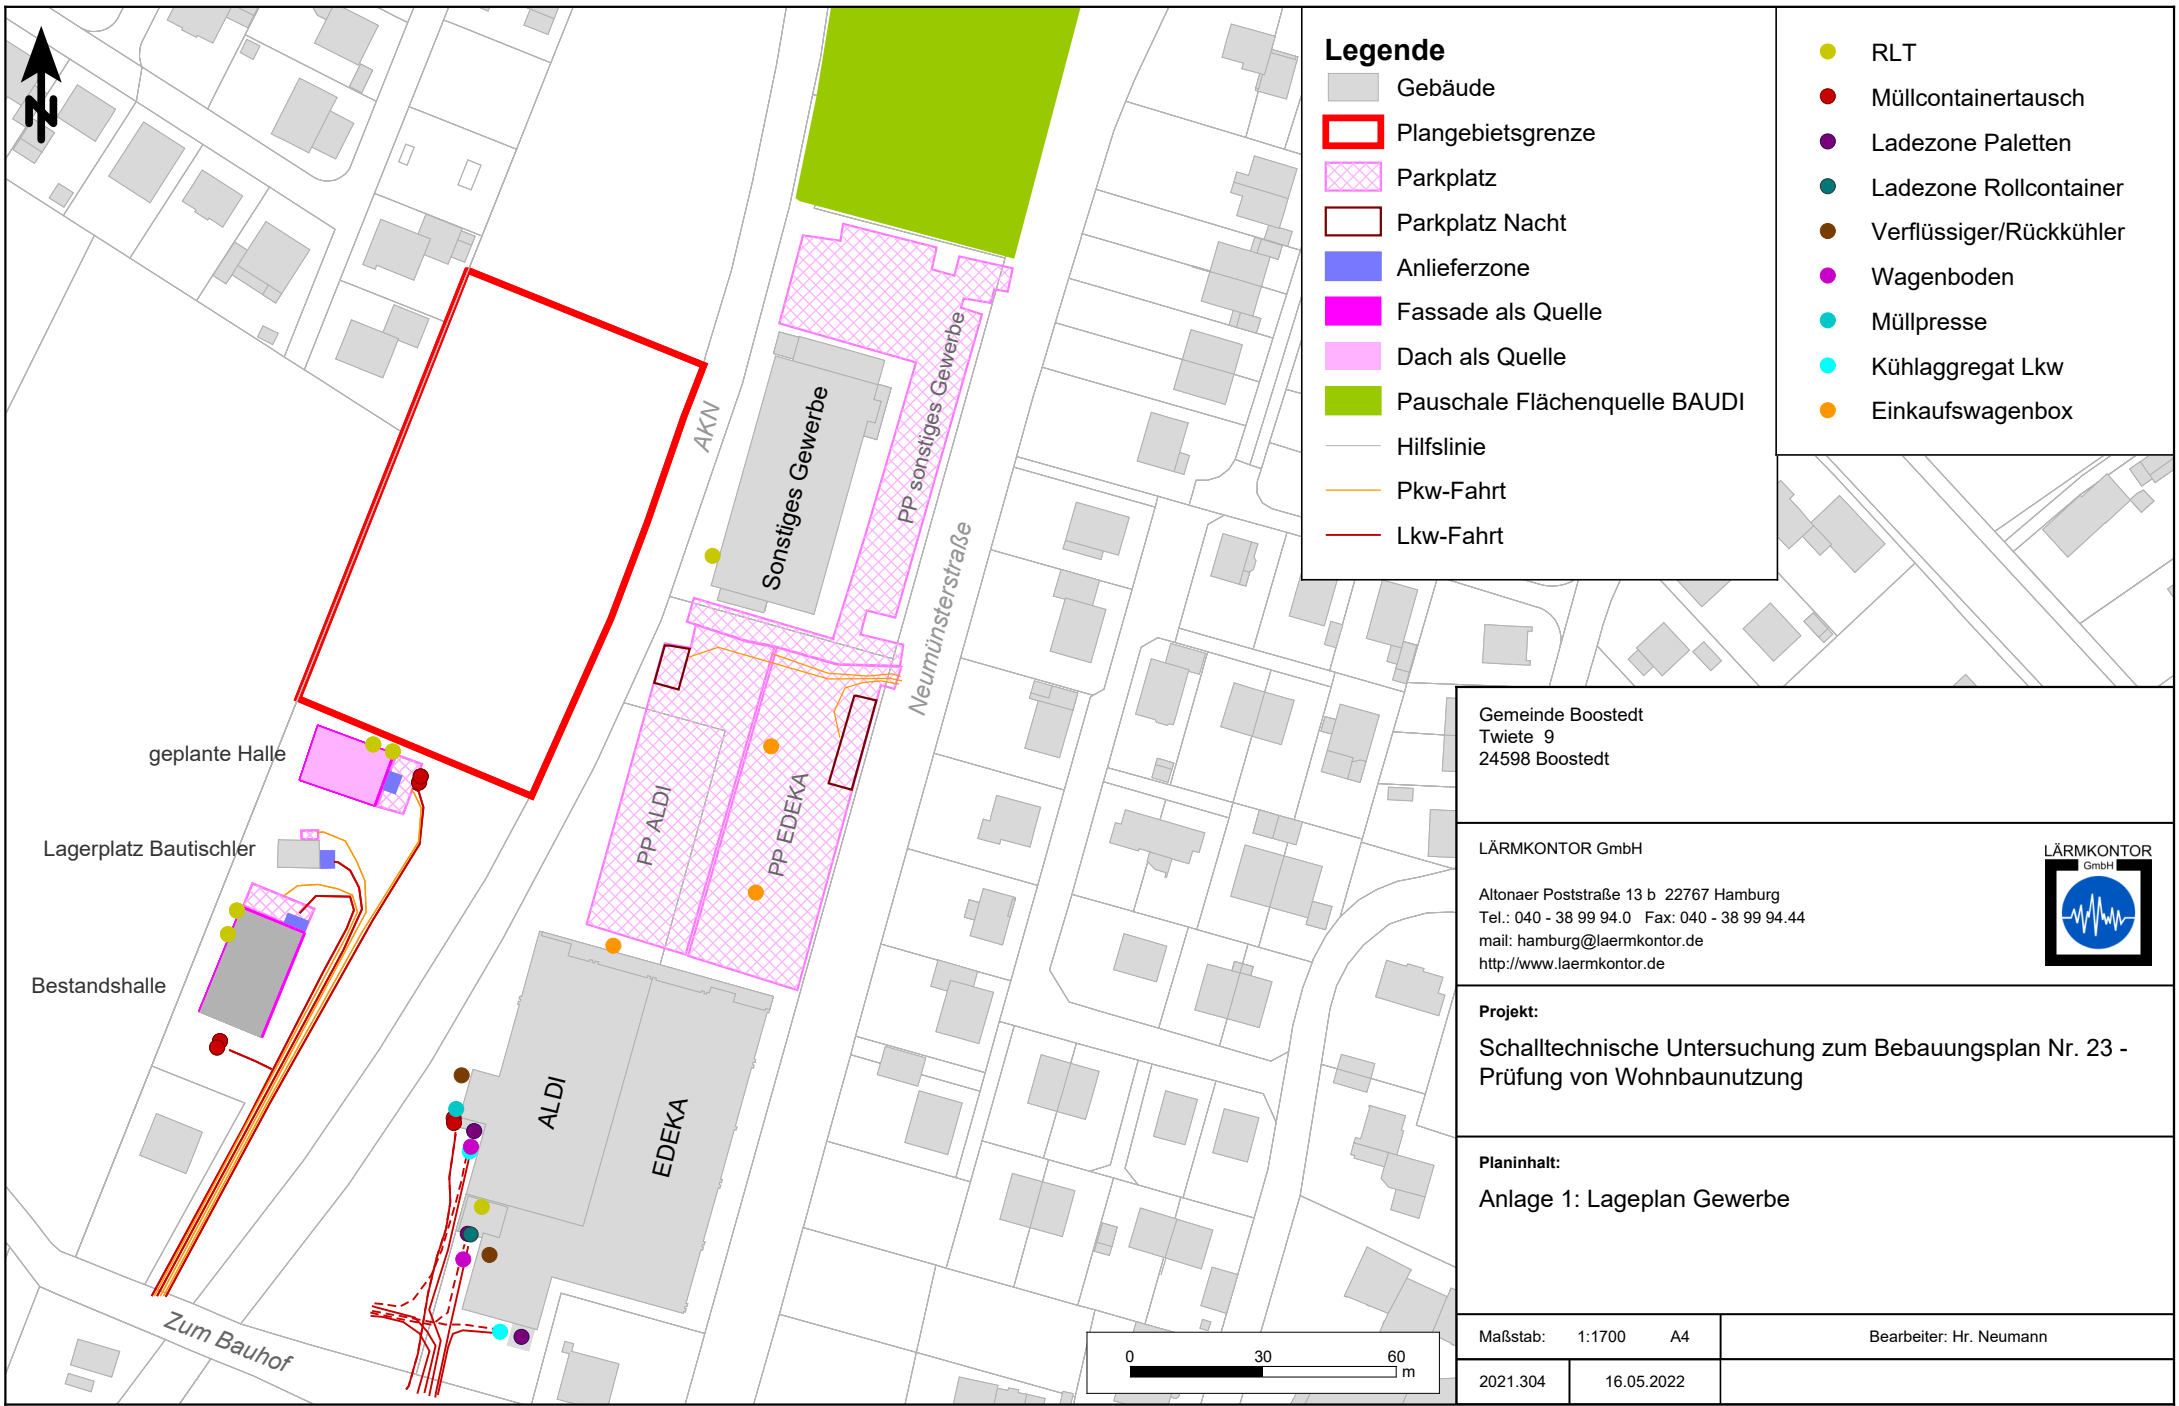 N
Legende
Gebäude
Plangebietsgrenze
Parkplatz
Parkplatz Nacht
Anlieferzone
Fassade als Quelle
Dach als Quelle
Pauschale Flächenquelle BAUDI
Hilfslinie
Pkw-Fahrt
Lkw-Fahrt
RLT
Müllcontainertausch
Ladezone Paletten
Ladezone Rollcontainer
Verflüssiger/Rückkühler
Wagenboden
Müllpresse
Kühlaggregat Lkw
Einkaufswagenbox
AKN
Sonstiges Gewerbe
PP sonstiges Gewerbe
Neumünsterstraße
geplante Halle
Lagerplatz Bautischler
Bestandshalle
PP ALDI
PP EDEKA
ALDI
EDEKA
Zum Bauhof
0 30 60
m
Gemeinde Boostedt
Twiete 9
24598 Boostedt
LÄRMKONTOR GmbH
Altonaer Poststraße 13 b 22767 Hamburg
Tel.: 040 - 38 99 94.0 Fax: 040 - 38 99 94.44
mail: hamburg@laermkontor.de
http://www.laermkontor.de
LÄRMKONTOR
GmbH
Projekt:
Schalltechnische Untersuchung zum Bebauungsplan Nr. 23 -
Prüfung von Wohnbaunutzung
Planinhalt:
Anlage 1: Lageplan Gewerbe
Maßstab: 1:1700 A4
Bearbeiter: Hr. Neumann
2021.304
16.05.2022